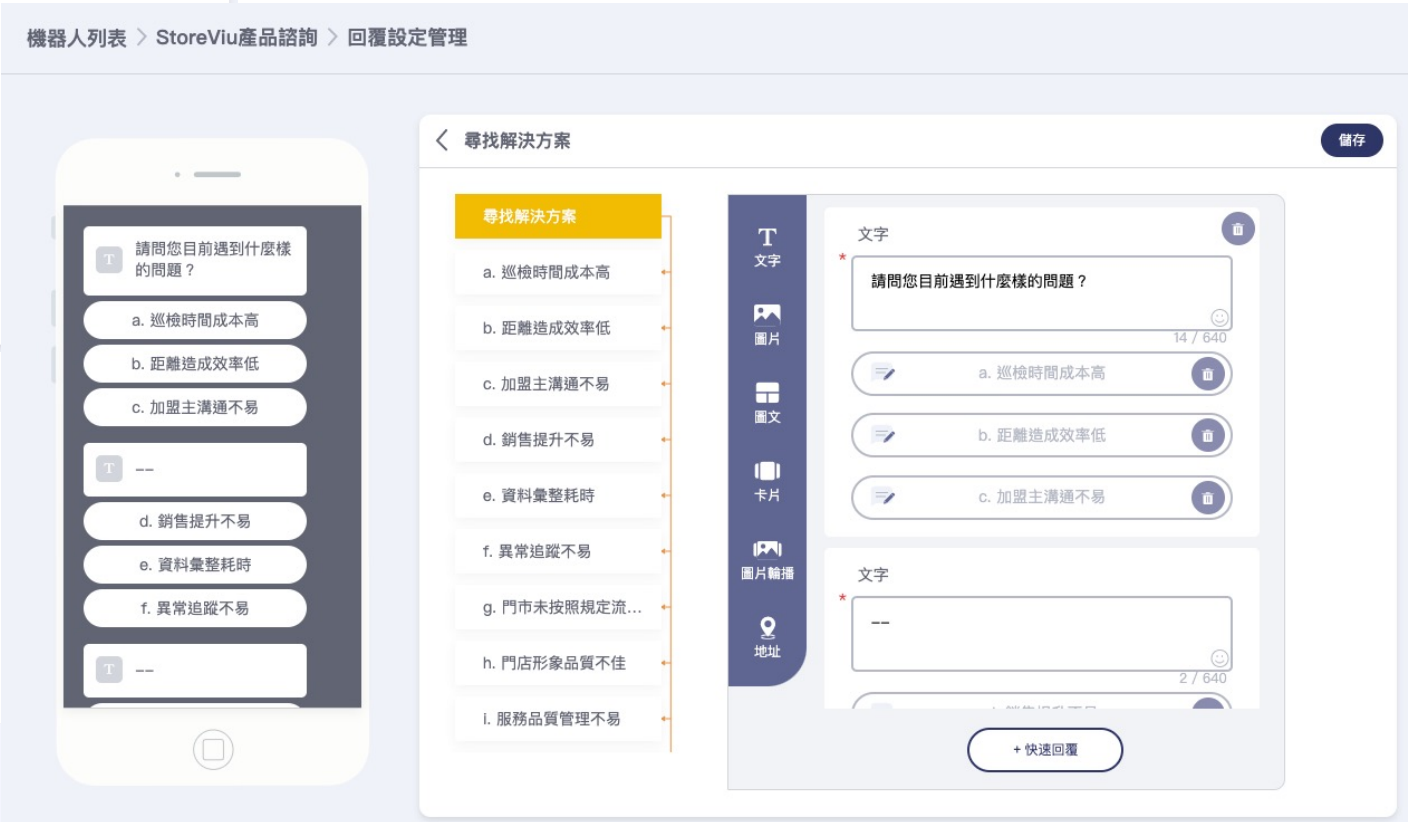 機器人列表 > StoreViu產品諮詢 > 回覆設定管理
尋找解決方案
儲存
請問您目前遇到什麼樣
的問題？
a. 巡檢時間成本高
b. 距離造成效率低
c. 加盟主溝通不易
T --
d. 銷售提升不易
e. 資料彙整耗時
f. 異常追蹤不易
T --
尋找解決方案
a. 巡檢時間成本高
b. 距離造成效率低
c. 加盟主溝通不易
d. 銷售提升不易
e. 資料彙整耗時
f. 異常追蹤不易
g. 門市未按照規定流...
h. 門店形象品質不佳
i. 服務品質管理不易
T
文字
圖片
圖文
卡片
圖片輪播
地址
文字
*
請問您目前遇到什麼樣的問題？
14 / 640
a. 巡檢時間成本高
b. 距離造成效率低
c. 加盟主溝通不易
文字
*
--
2 / 640
+ 快速回覆